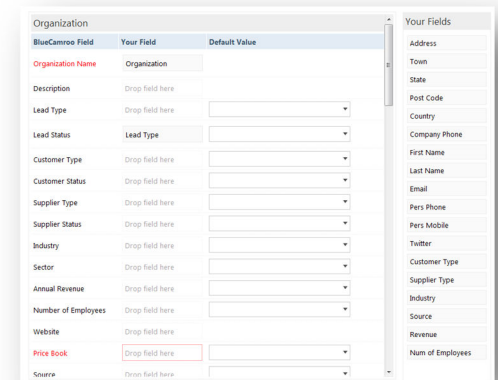 Organization
BlueCamroo Field Your Field Default Value
Organization Name Organization
Description Drop field here
Lead Type Drop field here
Lead Status Lead Type
Customer Type Drop field here
Customer Status Drop field here
Supplier Type Drop field here
Supplier Status Drop field here
Industry Drop field here
Sector Drop field here
Annual Revenue Drop field here
Number of Employees Drop field here
Website Drop field here
Price Book Drop field here
Source Drop field here
Your Fields
Address
Town
State
Post Code
Country
Company Phone
First Name
Last Name
Email
Pers Phone
Pers Mobile
Twitter
Customer Type
Supplier Type
Industry
Source
Revenue
Num of Employees